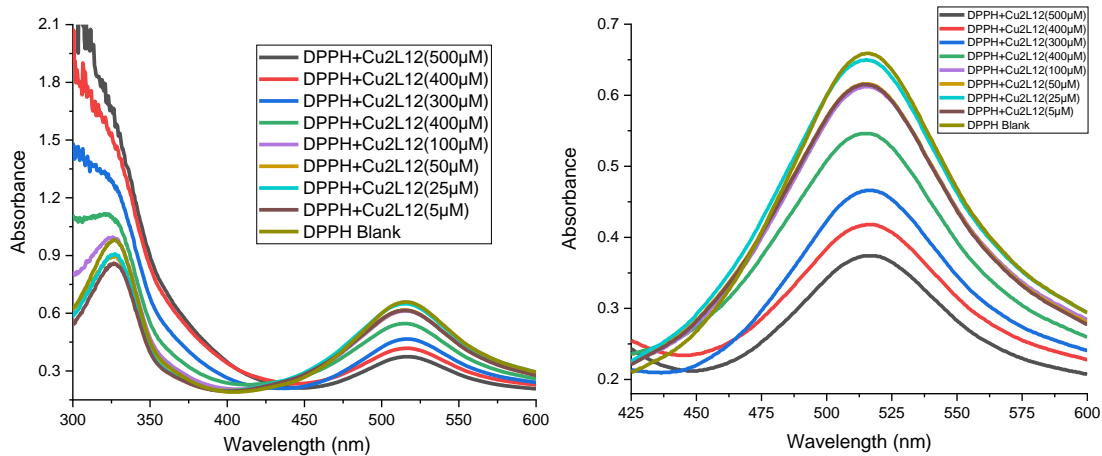 2.1
1.8
1.5
1.2
0.9
0.6
0.3
Absorbance
300 350 400 450 500 550 600
Wavelength (nm)
DPPH+Cu2L12(500µM)
DPPH+Cu2L12(400µM)
DPPH+Cu2L12(300µM)
DPPH+Cu2L12(400µM)
DPPH+Cu2L12(100µM)
DPPH+Cu2L12(50µM)
DPPH+Cu2L12(25µM)
DPPH+Cu2L12(5µM)
DPPH Blank
0.7
0.6
0.5
0.4
0.3
0.2
Absorbance
425 450 475 500 525 550 575 600
Wavelength (nm)
DPPH+Cu2L12(500µM)
DPPH+Cu2L12(400µM)
DPPH+Cu2L12(300µM)
DPPH+Cu2L12(400µM)
DPPH+Cu2L12(100µM)
DPPH+Cu2L12(50µM)
DPPH+Cu2L12(25µM)
DPPH+Cu2L12(5µM)
DPPH Blank